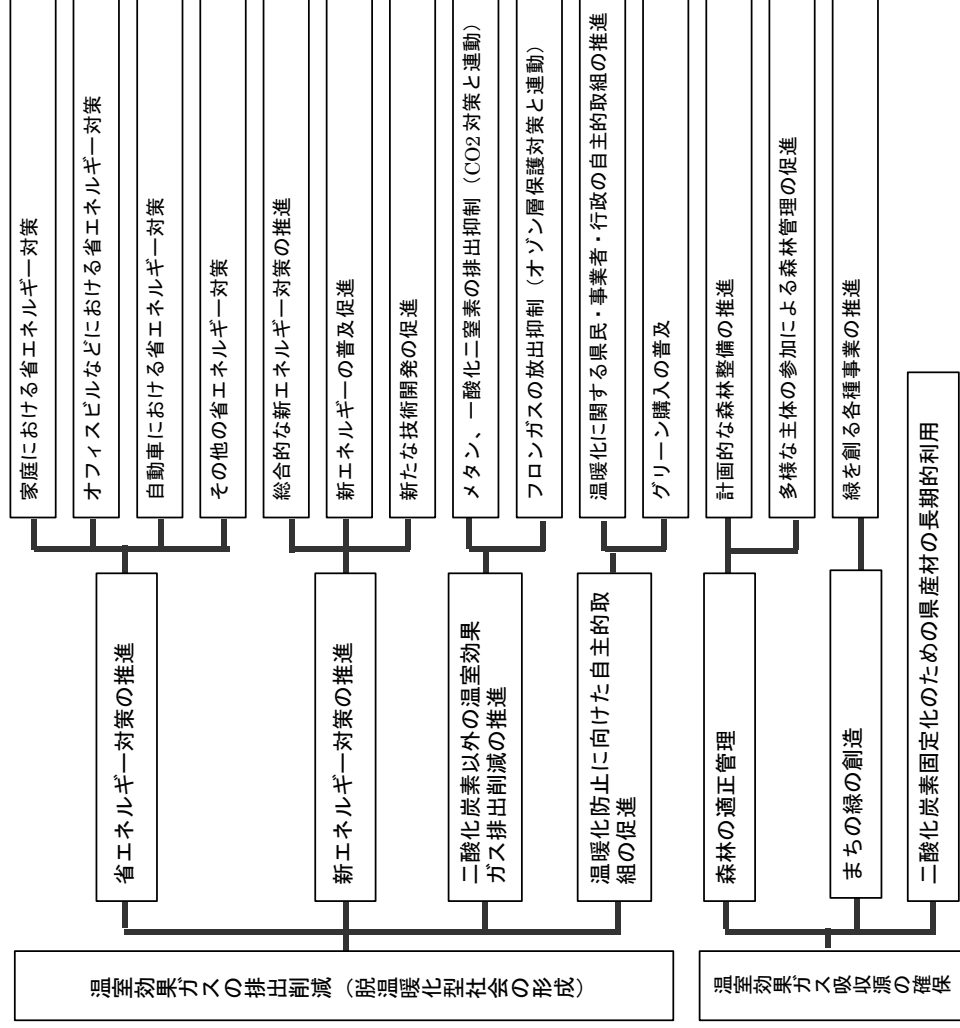 温室効果ガスの排出削減（脱温暖化型社会の形成）
省エネルギー対策の推進
家庭における省エネルギー対策
オフィスビルなどにおける省エネルギー対策
自動車における省エネルギー対策
その他の省エネルギー対策
新エネルギー対策の推進
総合的な新エネルギー対策の推進
新エネルギーの普及促進
新たな技術開発の促進
二酸化炭素以外の温室効果
ガス排出削減の推進
メタン、一酸化二窒素の排出抑制（CO2対策と連動）
フロンガスの放出抑制（オゾン層保護対策と連動）
温暖化防止に向けた自主的取
組の促進
温暖化に関する県民・事業者・行政の自主的取組の推進
グリーン購入の普及
温室効果ガス吸収源の確保
森林の適正管理
計画的な森林整備の推進
多様な主体の参加による森林管理の促進
まちの緑の創造
緑を創る各種事業の推進
二酸化炭素固定化のための県産材の長期的利用